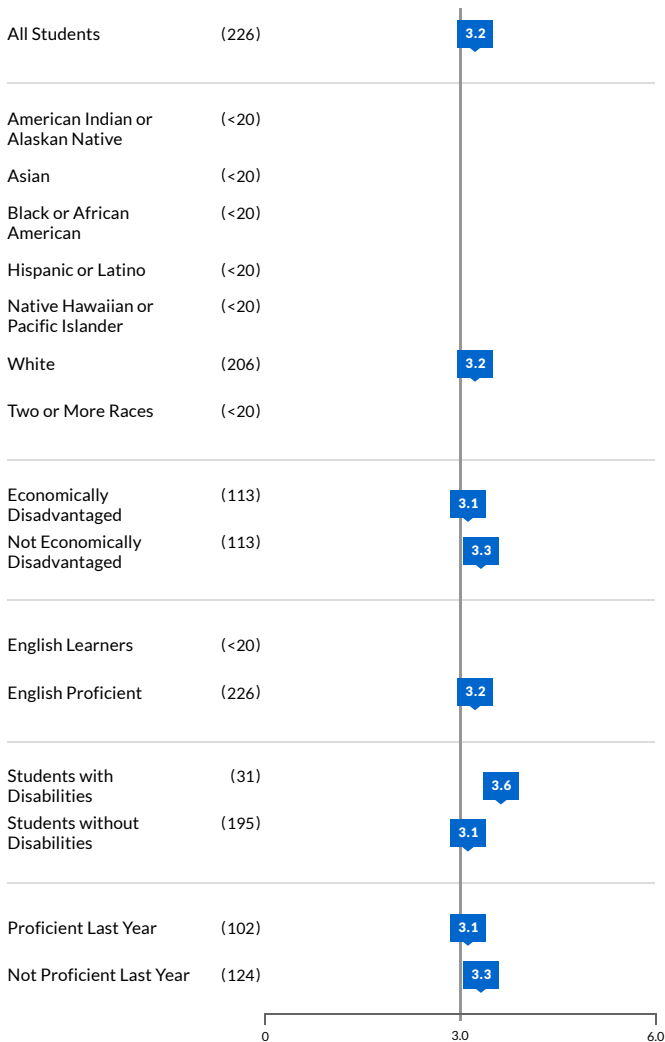 All Students (226) 3.2
American Indian or
Alaskan Native (<20)
Asian (<20)
Black or African
American (<20)
Hispanic or Latino (<20)
Native Hawaiian or
Pacific Islander (<20)
White (206) 3.2
Two or More Races (<20)
Economically
Disadvantaged (113) 3.1
Not Economically
Disadvantaged (113) 3.3
English Learners (<20)
English Proficient (226) 3.2
Students with
Disabilities (31) 3.6
Students without
Disabilities (195) 3.1
Proficient Last Year (102) 3.1
Not Proficient Last Year (124) 3.3
0 3.0 6.0